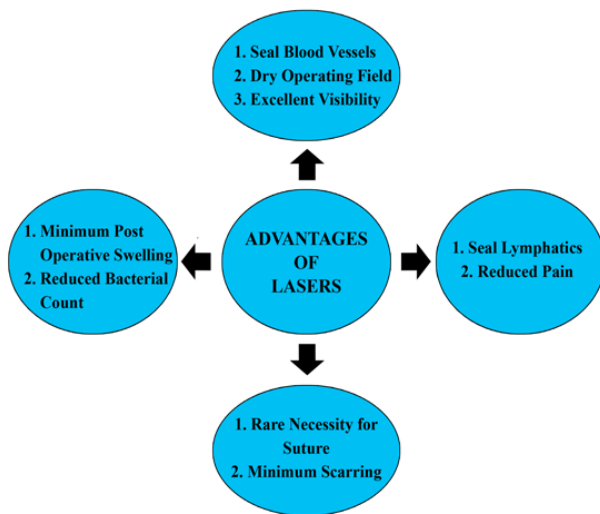 1. Seal Blood Vessels
2. Dry Operating Field
3. Excellent Visibility
1. Minimum Post
Operative Swelling
2. Reduced Bacterial
Count
ADVANTAGES
OF
LASERS
1. Seal Lymphatics
2. Reduced Pain
1. Rare Necessity for
Suture
2. Minimum Scarring